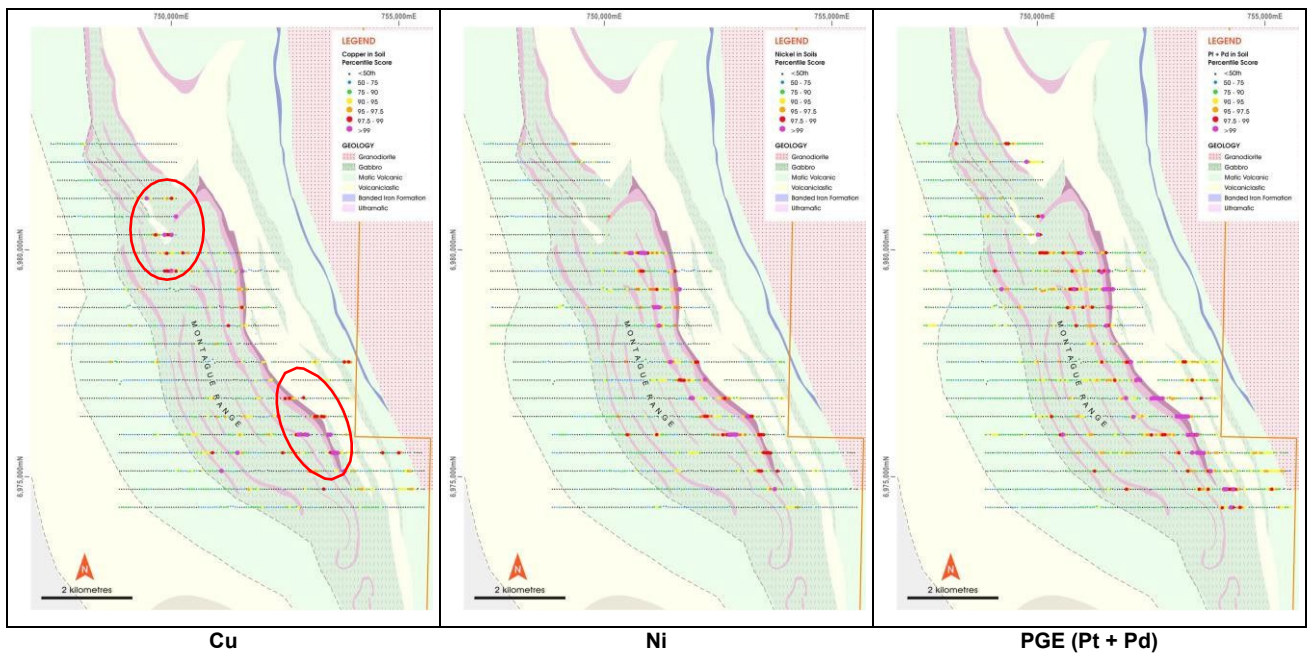 750,000mE 755,000mE
LEGEND
Copper in Soil
Percentile Score
<50th
50 - 75
75 - 90
90 - 95
95 - 97.5
97.5 - 99
>99
GEOLOGY
Granodiorite
Gabbro
Mafic Volcanic
Volcaniclastic
Banded Iron Formation
Ultramafic
6,980,000mN
MONTAGUE RANGE
6,975,000mN
N
2 kilometres
Cu
750,000mE 755,000mE
LEGEND
Nickel in Soils
Percentile Score
<50th
50 - 75
75 - 90
90 - 95
95 - 97.5
97.5 - 99
>99
GEOLOGY
Granodiorite
Gabbro
Mafic Volcanic
Volcaniclastic
Banded Iron Formation
Ultramafic
6,980,000mN
MONTAGUE RANGE
6,975,000mN
N
2 kilometres
Ni
750,000mE 755,000mE
LEGEND
Pt + Pd in Soil
Percentile Score
<50th
50 - 75
75 - 90
90 - 95
95 - 97.5
97.5 - 99
>99
GEOLOGY
Granodiorite
Gabbro
Mafic Volcanic
Volcaniclastic
Banded Iron Formation
Ultramafic
6,980,000mN
MONTAGUE RANGE
6,975,000mN
N
2 kilometres
PGE (Pt + Pd)